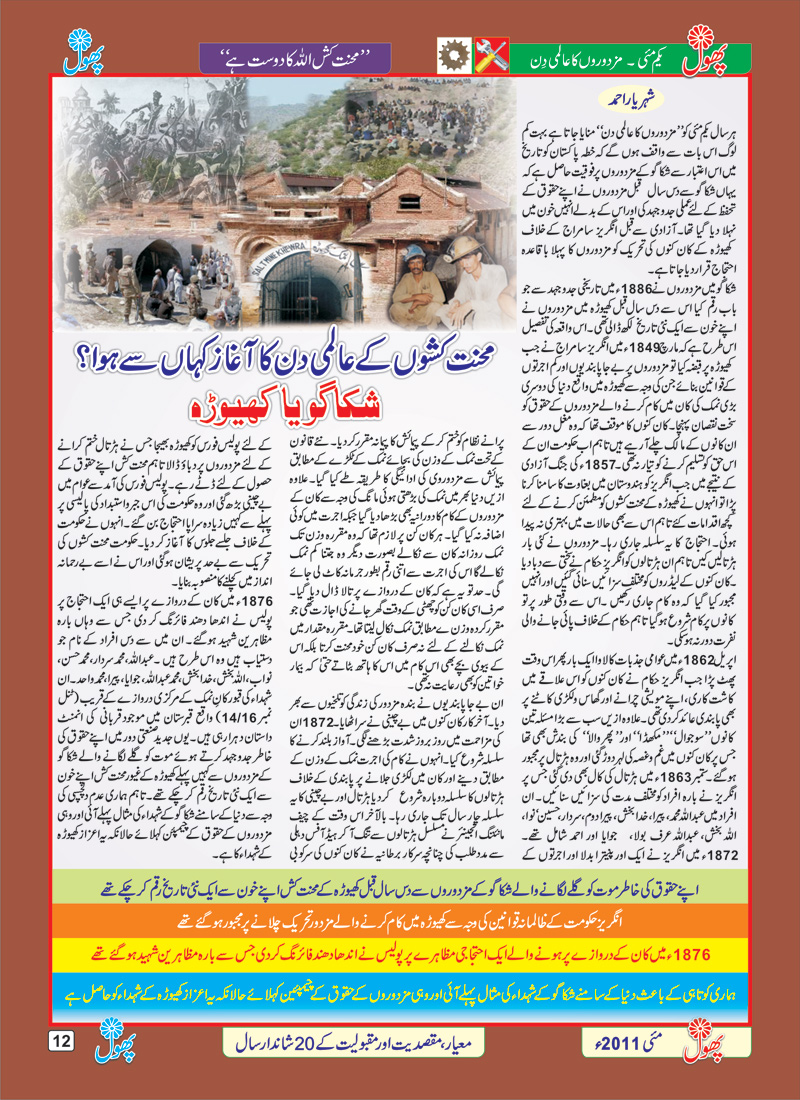 پھول
یکم مئی ۔ مزدوروں کا عالمی دِن
’’محنت کش اللہ کا دوست ہے‘‘
پھول
شہریار احمد
SALT MINE KHEWRA
محنت کشوں کے عالمی دن کا آغاز کہاں سے ہوا؟
شکاگو یا کھیوڑہ
ہر سال یکم مئی کو ’’مزدوروں کا عالمی دن‘‘ منایا جاتا ہے بہت کم
لوگ اس بات سے واقف ہوں گے کہ خطہ پاکستان کو تاریخ
میں اس اعتبار سے شکاگو کے مزدوروں پر فوقیت حاصل ہے کہ
یہاں شکاگو سے دس سال قبل مزدوروں نے اپنے حقوق کے
تحفظ کے لئے عملی جدوجہد کی اور اس کے بدلے انہیں خون میں
نہلا دیا گیا تھا۔ آزادی سے قبل انگریز سامراج کے خلاف
کھیوڑہ کے کان کنوں کی تحریک کو مزدوروں کا پہلا باقاعدہ
احتجاج قرار دیا جاتا ہے۔
شکاگو میں مزدوروں نے 1886ء میں تاریخی جدوجہد سے جو
باب رقم کیا اس سے دس سال قبل کھیوڑہ میں مزدوروں نے
اپنے خون سے ایک نئی تاریخ لکھ ڈالی تھی۔ اس واقعہ کی تفصیل
اس طرح ہے کہ مارچ 1849ء میں انگریز سامراج نے جب
کھیوڑہ پر قبضہ کیا تو مزدوروں پر بے جا پابندیوں اور کم اجرتوں
کے قوانین بنائے جن کی وجہ سے کھیوڑہ میں واقع دنیا کی دوسری
بڑی نمک کی کان میں کام کرنے والے مزدوروں کے حقوق کو
سخت نقصان پہنچا۔ کان کنوں کا موقف تھا کہ وہ مغل دور سے
ان کانوں کے مالک چلے آ رہے ہیں تاہم اب حکومت ان کے
اس حق کو تسلیم کرنے کو تیار نہ تھی۔ 1857ء کی جنگ آزادی
کے نتیجے میں جب انگریز کو ہندوستان میں بغاوت کا سامنا کرنا
پڑا تو انہوں نے کھیوڑہ کے محنت کشوں کو مطمئن کرنے کے لئے
کچھ اقدامات کئے تاہم اس سے بھی حالات میں بہتری نہ پیدا
ہوئی۔ احتجاج کا یہ سلسلہ جاری رہا۔ مزدوروں نے کئی بار
ہڑتالیں کیں تاہم ان ہڑتالوں کو انگریز حکام نے سختی سے دبا دیا
۔کان کنوں کے لیڈروں کو مختلف سزائیں سنائی گئیں اور انہیں
مجبور کیا گیا کہ وہ کام جاری رکھیں ۔اس سے وقتی طور پر تو
کانوں پر کام شروع ہو گیا تاہم حکام کے خلاف پائی جانے والی
نفرت دور نہ ہو سکی۔
اپریل 1862ء میں عوامی جذبات کا لاوا ایک بار پھر اس وقت
پھٹ پڑا جب انگریز حکام نے کان کنوں کو اس علاقے میں
کاشت کاری، اپنے مویشی چرانے اور گھاس ولکڑی کاٹنے پر
بھی پابندی عائد کر دی تھی۔ علاوہ ازیں سب سے بڑا مسئلہ تین
کانوں ’’سوجوال‘‘ ’’مکھڈا‘‘ اور ’’پھروالا‘‘ کی بندش بھی تھا
جس پر کان کنوں میں غم وغصہ کی لہر دوڑ گئی اور وہ ہڑتال پر مجبور
ہو گئے۔ ستمبر 1863ء میں ہڑتال کی کال بھی دی گئی جس پر
انگریز نے بارہ افراد کو مختلف مدت کی سزائیں سنائیں۔ ان
افراد میں عبداللہ محمد، پیرا، خدا بخش، پیرا دوم، سردار، حسین ’نوا،
اللہ بخش، عبداللہ عرف بولا، جوایا اور احمد شامل تھے۔
1872ء میں انگریز نے ایک اور پینترا بدلا اور اجرتوں کے
پرانے نظام کو ختم کر کے پیمائش کا پیمانہ مقرر کر دیا۔ نئے قانون
کے تحت نمک کے وزن کی بجائے نمک کے ٹکڑے کے مطابق
پیمائش سے مزدوری کی ادائیگی کا طریقہ طے کیا گیا۔ علاوہ
ازیں دنیا بھر میں نمک کی بڑھتی ہوئی مانگ کی وجہ سے کان کے
مزدوروں کے کام کا دورانیہ بھی بڑھا دیا گیا جبکہ اجرت میں کوئی
اضافہ نہ کیا گیا۔ ہر کان کن پر لازم تھا کہ وہ مقررہ وزن تک
نمک روزانہ کان سے نکالے بصورت دیگر وہ جتنا کم نمک
نکالے گا اس کی اجرت سے اتنی رقم بطور جرمانہ کاٹ لی جائے
گی۔ حد تو یہ ہے کہ کان کے دروازے پر تالا ڈال دیا گیا۔
صرف اسی کان کن کو چھٹی کے وقت گھر جانے کی اجازت تھی جو
مقررکردہ وزن کے مطابق نمک نکال لیتا تھا۔ مقررہ مقدار میں
نمک نکالنے کے لئے نہ صرف کان کن خود محنت کرتا بلکہ اس
کے بیوی بچے بھی اس کام میں اس کا ہاتھ بٹاتے حتیٰ کہ بیمار
خواتین کو بھی رعایت نہ تھی۔
ان بے جا پابندیوں نے بندہ مزدور کی زندگی کو تلخیوں سے بھر
دیا۔ آخر کار کان کنوں میں بے چینی نے سر اٹھایا۔ 1872ان
کی مزاحمت میں روز بروز شدت بڑھنے لگی۔ آواز بلند کرنے کا
سلسلہ شروع کیا۔ انہوں نے کام کی اجرت نمک کے وزن کے
مطابق دینے اور کان میں لکڑی جلانے پر پابندی کے خلاف
ہڑتالوں کا سلسلہ دوبارہ شروع کر دیا ہڑتال اور بے چینی کا یہ
سلسلہ چار سال تک جاری رہا۔ بالآخر اس وقت کے چیف
مائننگ انجینئر نے مسلسل ہڑتالوں سے تنگ آ کر ہیڈ آفس دہلی
سے مدد طلب کی چنانچہ سرکار برطانیہ نے کان کنوں کی سرکوبی
کے لئے پولیس فورس کو کھیوڑہ بھیجا جس نے ہڑتال ختم کرانے
کے لئے مزدوروں پر دباؤ ڈالا تاہم محنت کش اپنے حقوق کے
حصول کے لئے ڈٹے رہے۔ پولیس فورس کی آمد سے عوام میں
بے چینی بڑھ گئی اور وہ حکومت کی اس جبر و استبداد کی پالیسی پر
پہلے سے کہیں زیادہ سراپا احتجاج بن گئے۔ انہوں نے حکومت
کے خلاف جلسے جلوس کا آغاز کر دیا۔ حکومت محنت کشوں کی
تحریک سے بے حد پریشان ہو گئی اور اس نے اسے بے رحمانہ
انداز میں کچلنے کا منصوبہ بنایا۔
1876ء میں کان کے دروازے پر ایسے ہی ایک احتجاج پر
پولیس نے اندھا دھند فائرنگ کر دی جس سے وہاں بارہ
مظاہرین شہید ہو گئے۔ ان میں سے دس افراد کے نام جو
دستیاب ہیں وہ اس طرح ہیں ۔عبداللہ، محمد سردار، محمد حسن،
نواب، اللہ بخش، خدا بخش، محمد عبداللہ، جوایا، پیرا، محمد واحد۔ ان
شہداء کی قبور کان نمک کے مرکزی دروازے کے قریب (ٹنل
نمبر 14/16) واقع قبرستان میں موجود قربانی کی انمنٹ
داستان دہرا رہی ہیں۔ یوں جدید صنعتی دور میں اپنے حقوق کی
خاطر جدوجہد کرتے ہوئے موت کو گلے لگانے والے شکاگو
کے مزدوروں سے کہیں پہلے کھیوڑہ کے غیور محنت کش اپنے خون
سے ایک نئی تاریخ رقم کر چکے تھے۔ تاہم ہماری عدم دلچسپی کی
وجہ سے دنیا کے سامنے شکاگو کے شہداء کی مثال پہلے آئی اور وہی
مزدوروں کے حقوق کے چیمپئن کہلائے حالانکہ یہ اعزاز کھیوڑہ
کے شہداء کا ہے۔
اپنے حقوق کی خاطر موت کو گلے لگانے والے شکاگو کے مزدوروں سے دس سال قبل کھیوڑہ کے محنت کش اپنے خون سے ایک نئی تاریخ رقم کر چکے تھے
انگریز حکومت کے ظالمانہ قوانین کی وجہ سے کھیوڑہ میں کام کرنے والے مزدور تحریک چلانے پر مجبور ہو گئے تھے
1876ء میں کان کے دروازے پر ہونے والے ایک احتجاجی مظاہرے پر پولیس نے اندھا دھند فائرنگ کر دی جس سے بارہ مظاہرین شہید ہو گئے تھے
ہماری کوتاہی کے باعث دنیا کے سامنے شکاگو کے شہداء کی مثال پہلے آئی اور وہی مزدوروں کے حقوق کے چیمپئین کہلائے حالانکہ یہ اعزاز کھیوڑہ کے شہداء کو حاصل ہے
پھول
مئی 2011ء
معیار، مقصدیت اور مقبولیت کے 20 شاندار سال
پھول
12